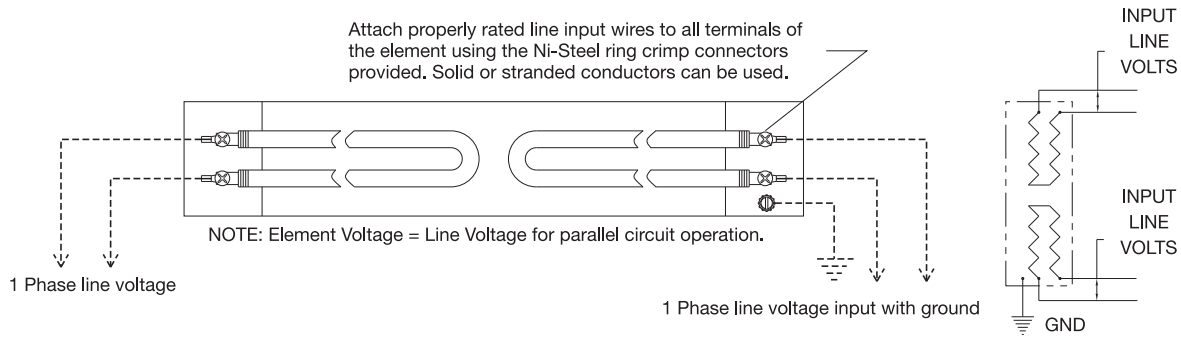 Attach properly rated line input wires to all terminals of
the element using the Ni-Steel ring crimp connectors
provided. Solid or stranded conductors can be used.
NOTE: Element Voltage = Line Voltage for parallel circuit operation.
1 Phase line voltage
1 Phase line voltage input with ground
INPUT
LINE
VOLTS
INPUT
LINE
VOLTS
GND